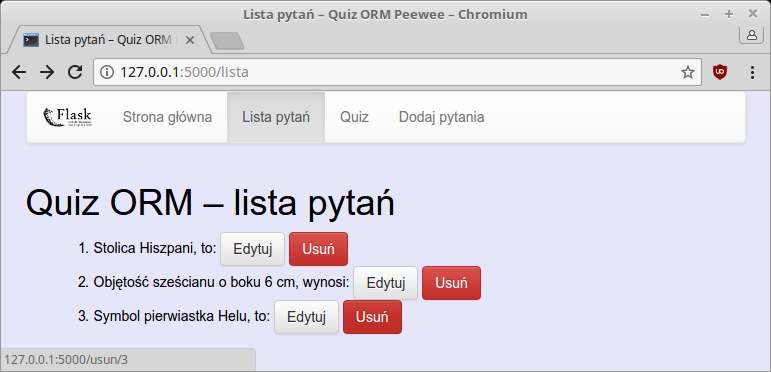 Lista pytań – Quiz ORM Peewee – Chromium
Lista pytań – Quiz ORM
127.0.0.1:5000/lista
Flask
Strona główna
Lista pytań
Quiz
Dodaj pytania
Quiz ORM – lista pytań
1. Stolica Hiszpani, to: Edytuj Usuń
2. Objętość sześcianu o boku 6 cm, wynosi: Edytuj Usuń
3. Symbol pierwiastka Helu, to: Edytuj Usuń
127.0.0.1:5000/usun/3